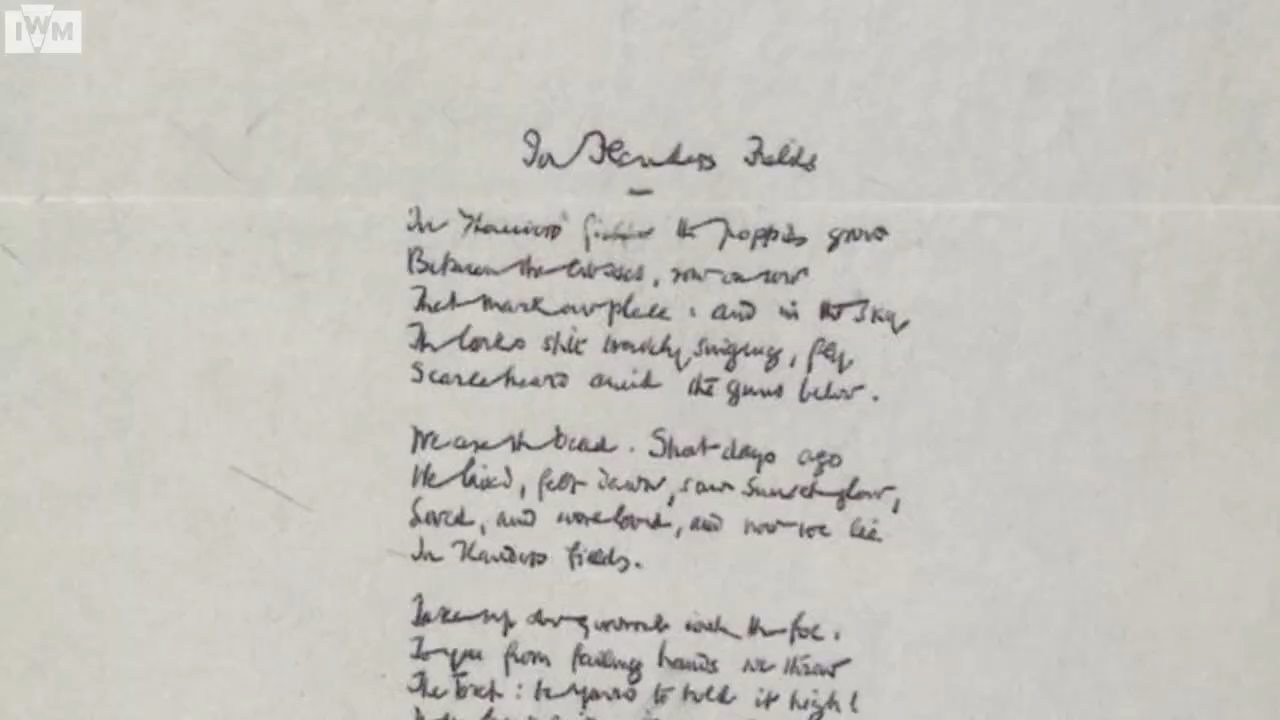 IWM
In Flanders Fields
In Flanders' fields the poppies grow
Between the crosses, row on row
That mark our place : and in the sky
The larks still bravely singing, fly
Scarce heard amid the guns below.
We are the dead. Short days ago
We lived, felt dawn, saw sunset glow,
Loved, and were loved, and now we lie
In Flanders fields.
Take up our quarrel with the foe.
To you from failing hands we throw
The Torch : be yours to hold it high!